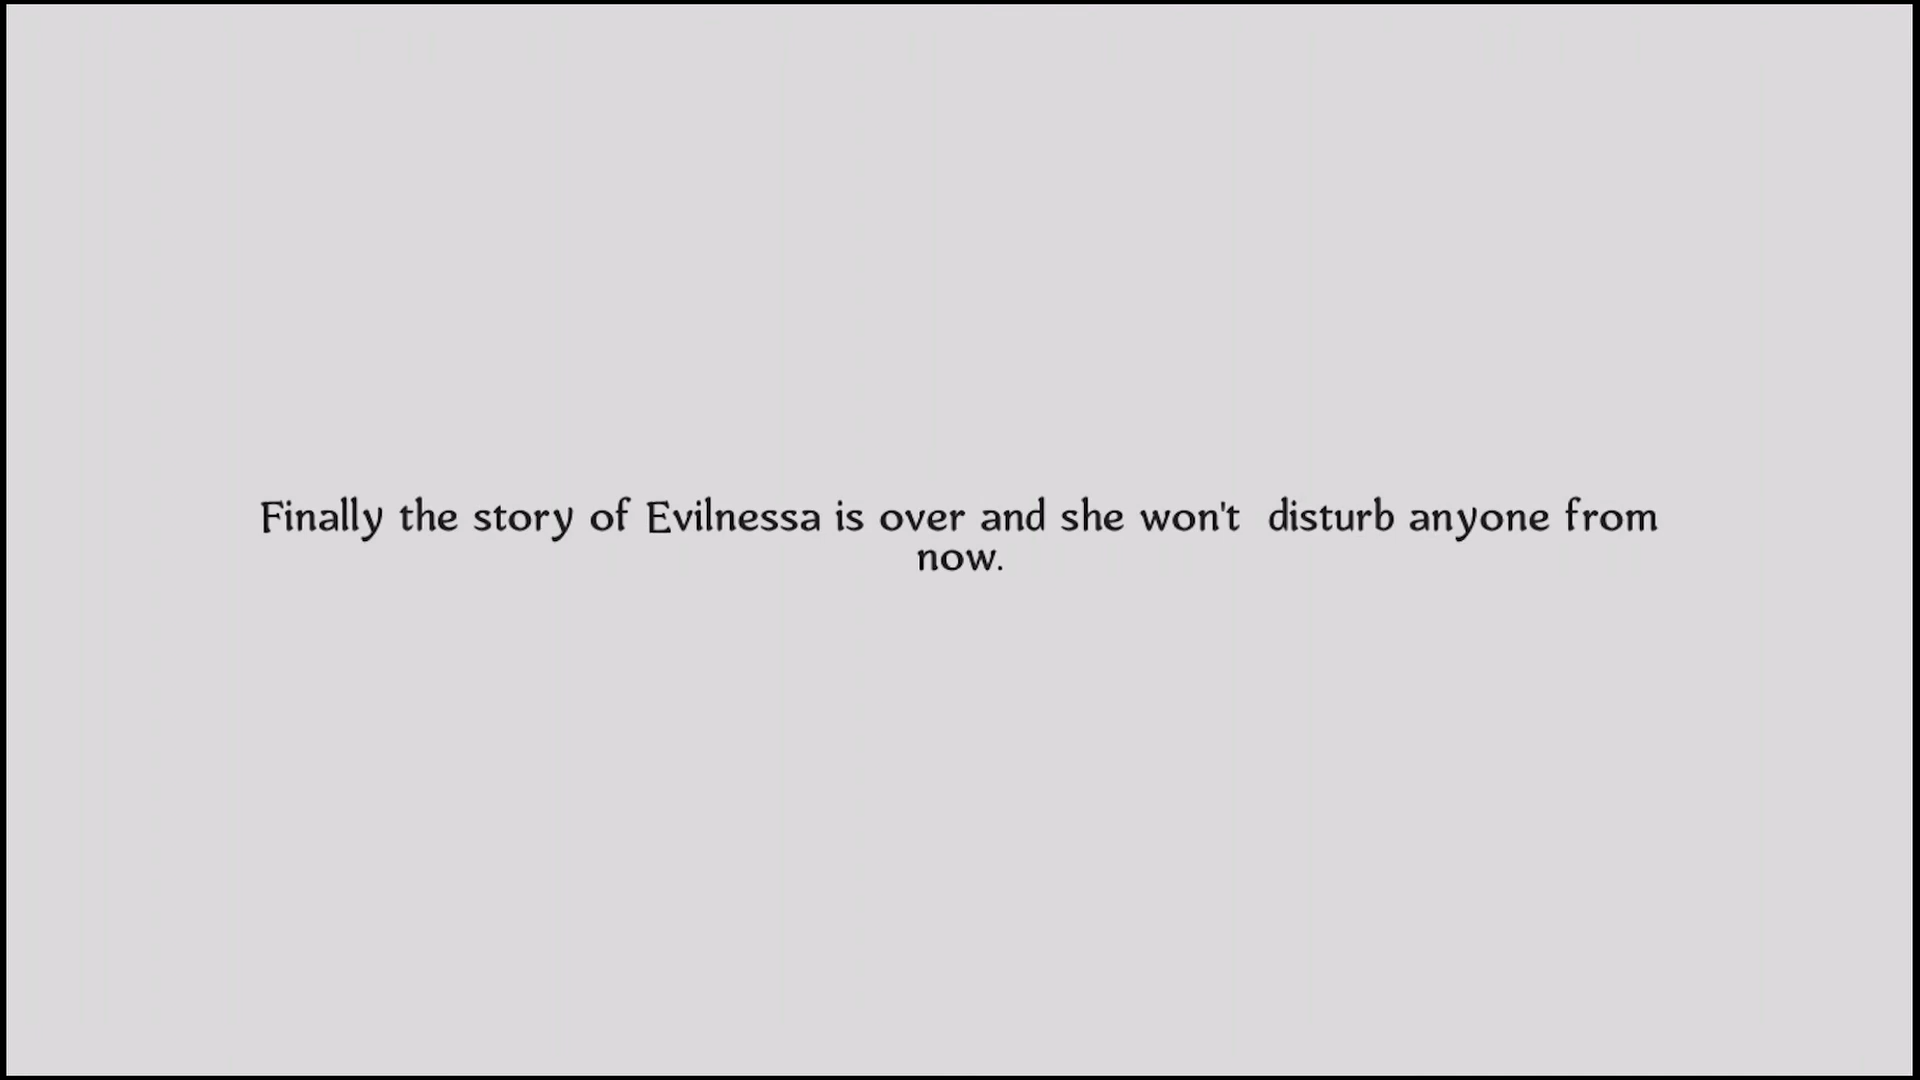 Finally the story of Evilnessa is over and she won't  disturb anyone from
now.